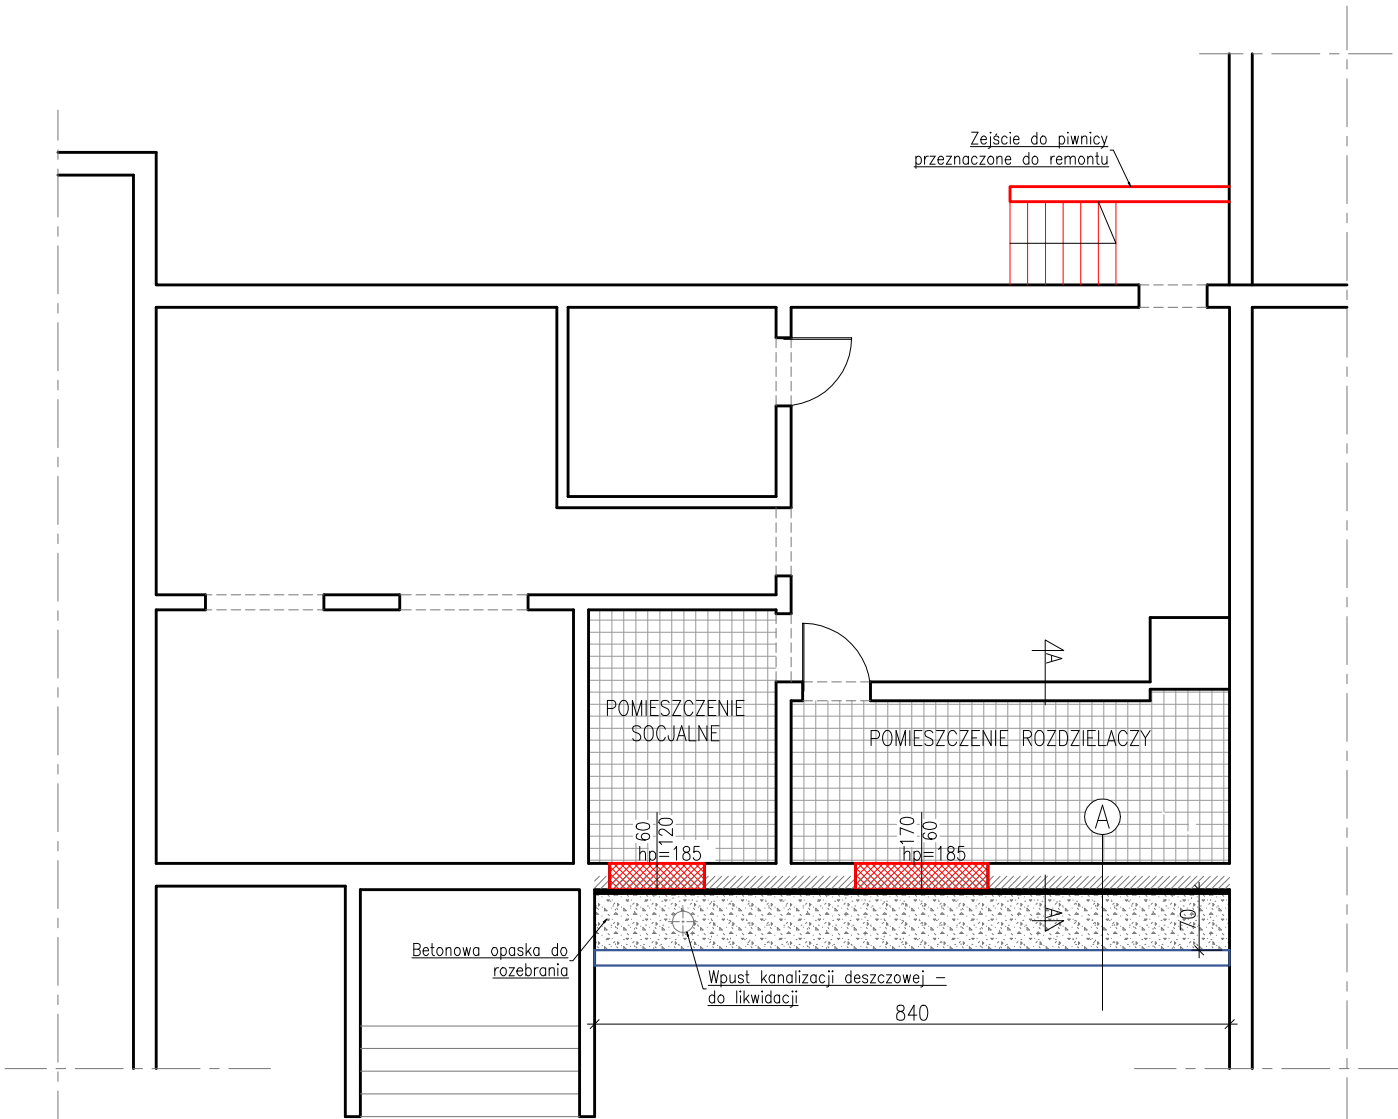 Zejście do piwnicy
przeznaczone do remontu
A
POMIESZCZENIE
SOCJALNE
POMIESZCZENIE ROZDZIELACZY
A
60
120
hp=185
170
60
hp=185
A
70
Betonowa opaska do
rozebrania
Wpust kanalizacji deszczowej –
do likwidacji
840